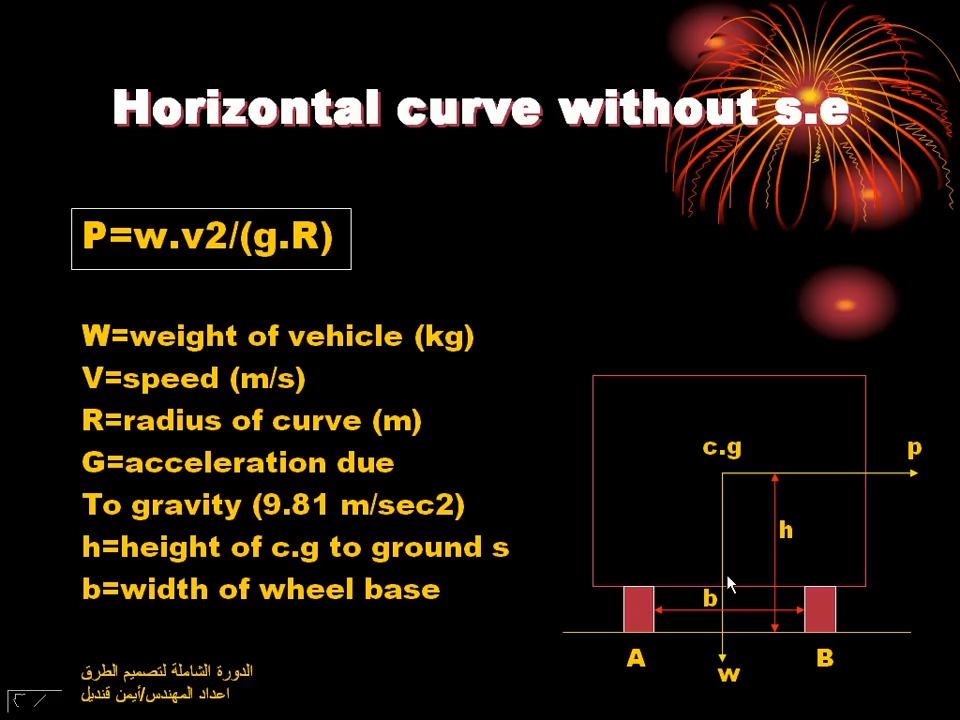 Horizontal curve without s.e
P=w.v2/(g.R)
W=weight of vehicle (kg)
V=speed (m/s)
R=radius of curve (m)
G=acceleration due
To gravity (9.81 m/sec2)
h=height of c.g to ground s
b=width of wheel base
c.g
p
h
b
A
B
w
الدورة الشاملة لتصميم الطرق
اعداد المهندس/أيمن قنديل